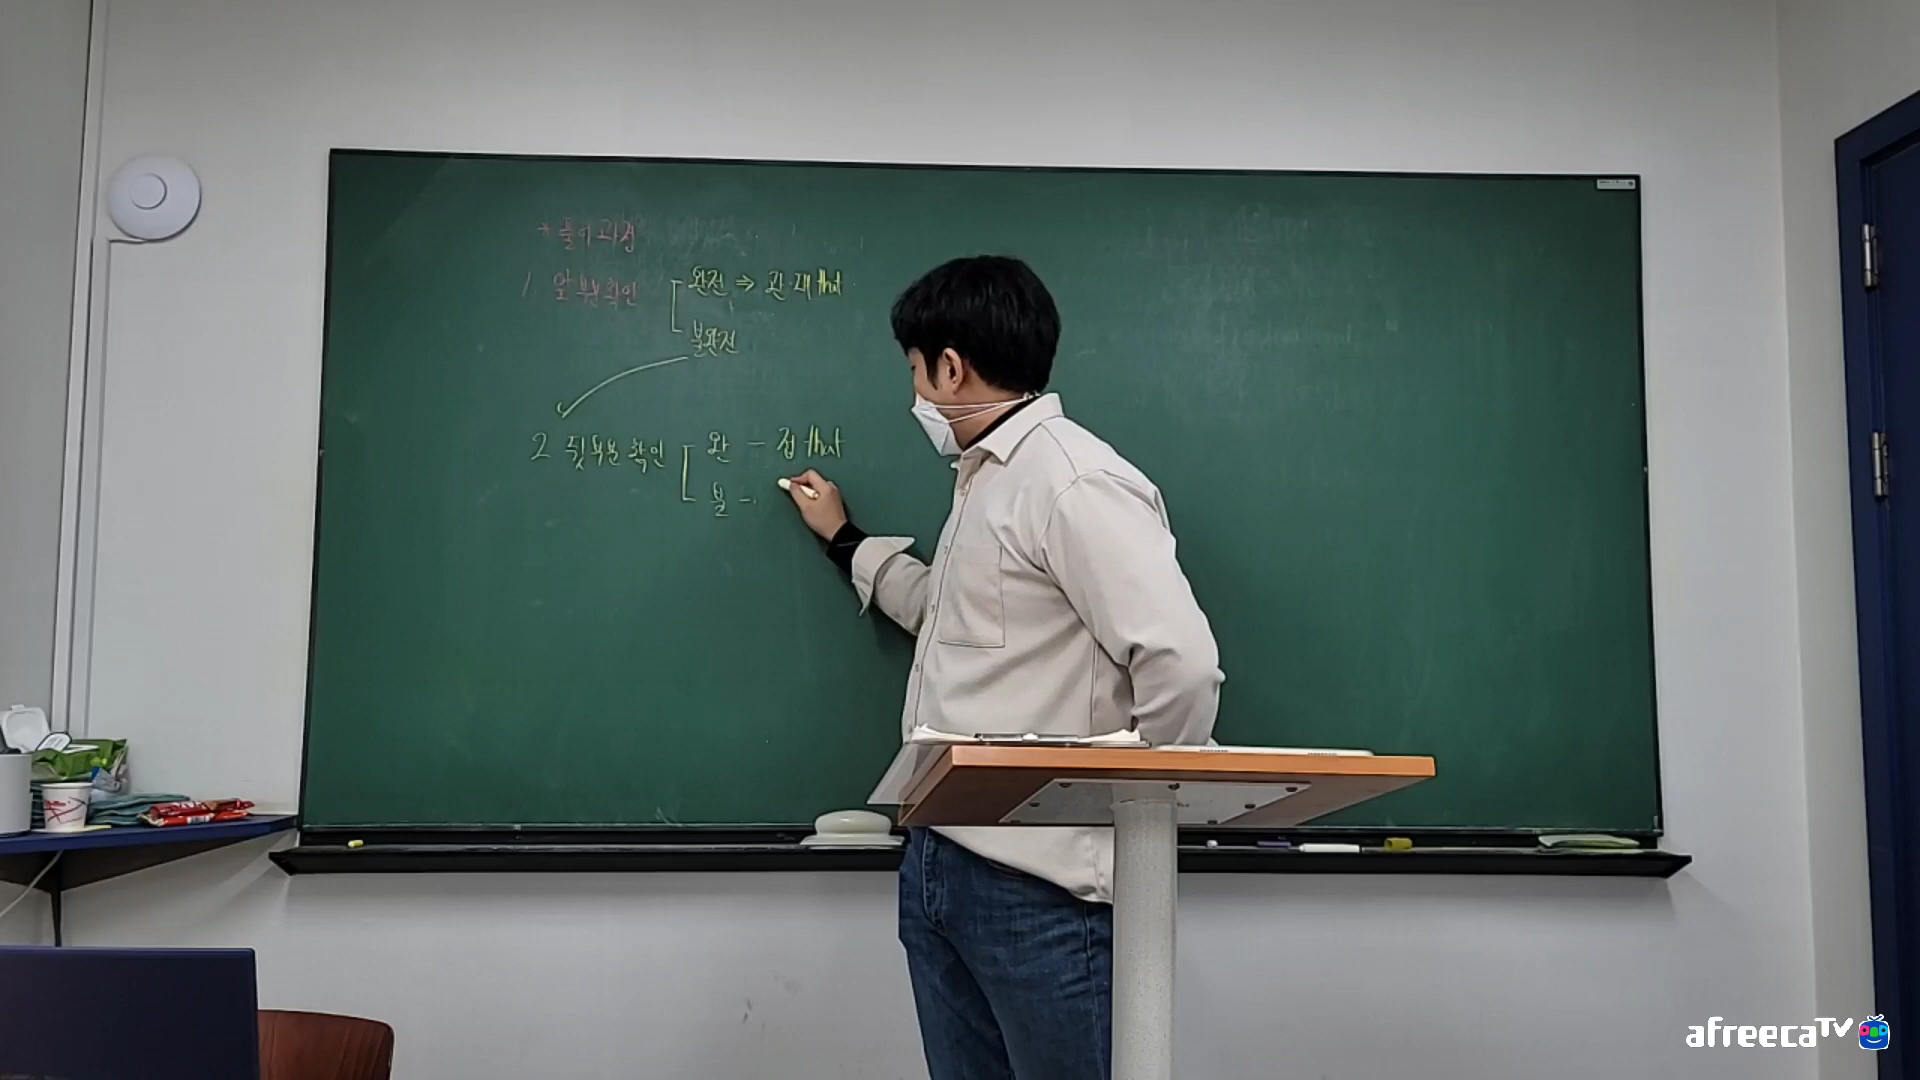 * 풀이과정
1. 앞부분확인 완전 ⇒ 관·대 that
불완전
2 뒷부분 확인 완 - 접 that
불 -
afreecaTV